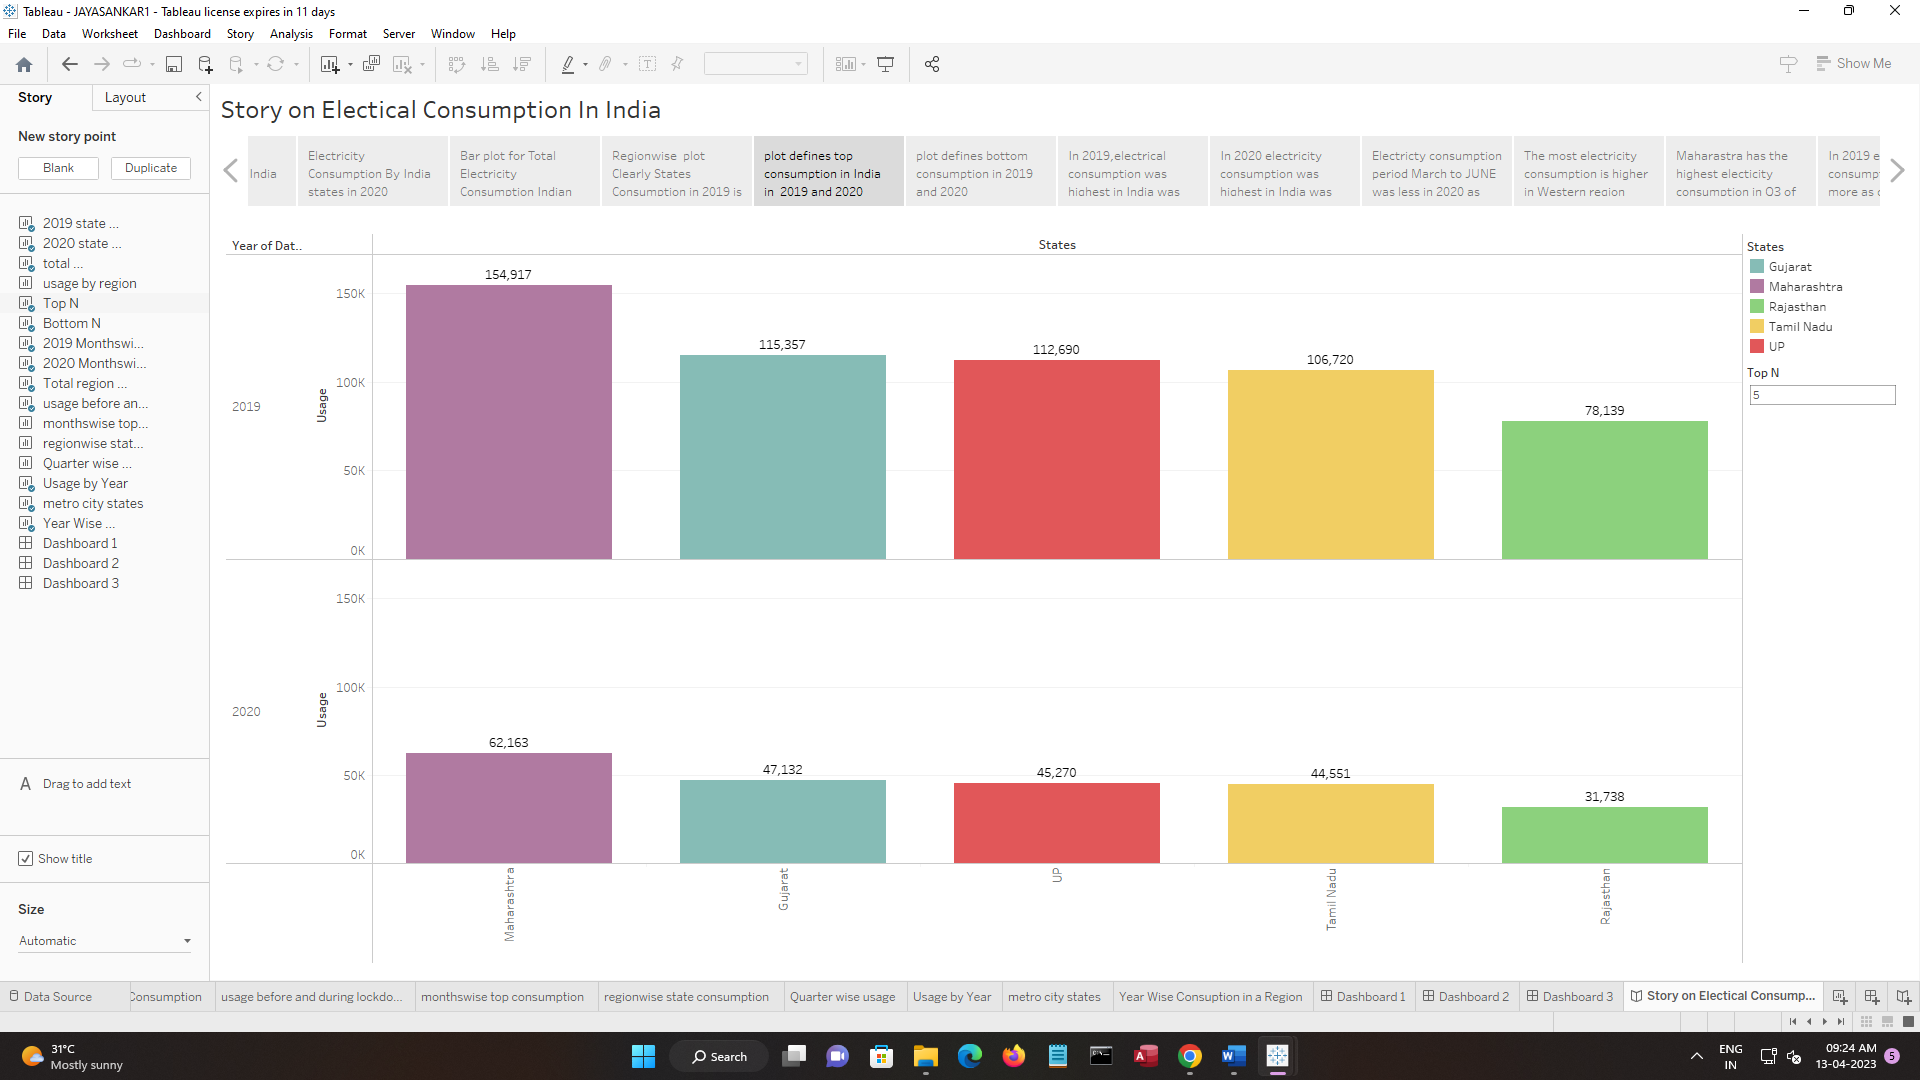 Tableau - JAYASANKAR1 - Tableau license expires in 11 days
File Data Worksheet Dashboard Story Analysis Format Server Window Help
Show Me
Story Layout
New story point
Blank Duplicate
2019 state ...
2020 state ...
total ...
usage by region
Top N
Bottom N
2019 Monthswi...
2020 Monthswi...
Total region ...
usage before an...
monthswise top...
regionwise stat...
Quarter wise ...
Usage by Year
metro city states
Year Wise ...
Dashboard 1
Dashboard 2
Dashboard 3
A Drag to add text
Show title
Size
Automatic
Story on Electical Consumption In India
India
Electricity
Consumption By India
states in 2020
Bar plot for Total
Electricity
Consumption Indian
Regionwise plot
Clearly States
Consumption in 2019 is
plot defines top
consumption in India
in 2019 and 2020
plot defines bottom
consumption in 2019
and 2020
In 2019,electrical
consumption was
highest in India was
In 2020 electricity
consumption was
highest in India was
Electricty consumption
period March to JUNE
was less in 2020 as
The most electricity
consumption is higher
in Western region
Maharastra has the
highest electicity
consumption in Q3 of
In 2019 e
consump
more as c
Year of Dat..
States
2019
Usage
150K
100K
50K
0K
154,917
115,357
112,690
106,720
78,139
2020
Usage
150K
100K
50K
0K
62,163
47,132
45,270
44,551
31,738
Maharashtra
Gujarat
UP
Tamil Nadu
Rajasthan
States
Gujarat
Maharashtra
Rajasthan
Tamil Nadu
UP
Top N
5
Data Source Consumption usage before and during lockdo... monthswise top consumption regionwise state consumption Quarter wise usage Usage by Year metro city states Year Wise Consuption in a Region Dashboard 1 Dashboard 2 Dashboard 3 Story on Electical Consump...
31°C
Mostly sunny
Search
ENG
IN
09:24 AM
13-04-2023
5